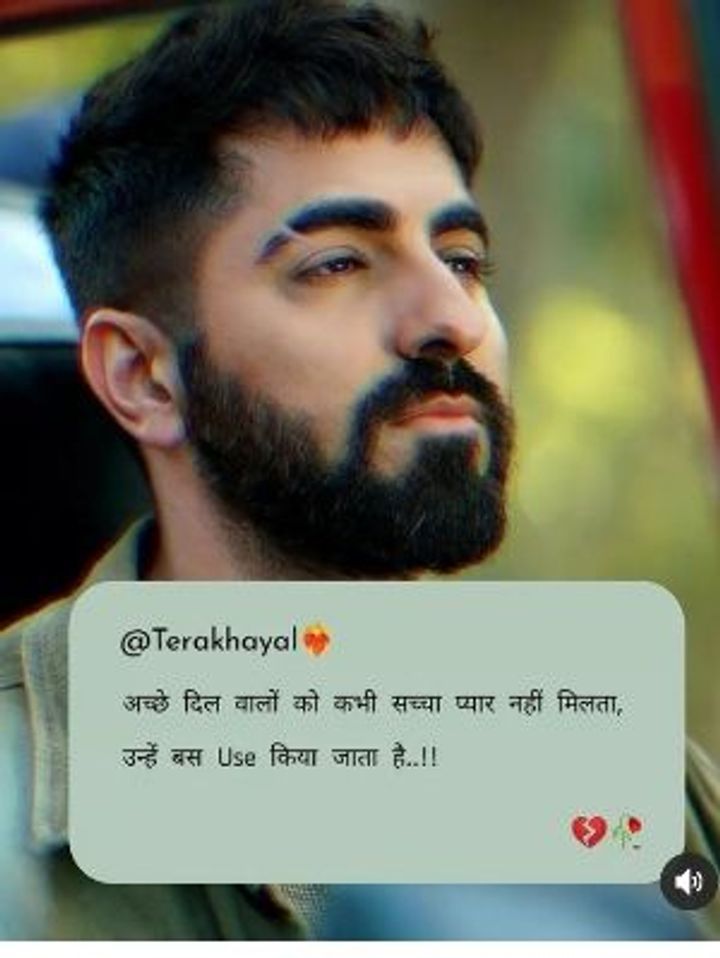 @Terakhayal❤️‍🔥
अच्छे दिल वालों को कभी सच्चा प्यार नहीं मिलता,
उन्हें बस Use किया जाता है..!!
💔🥀